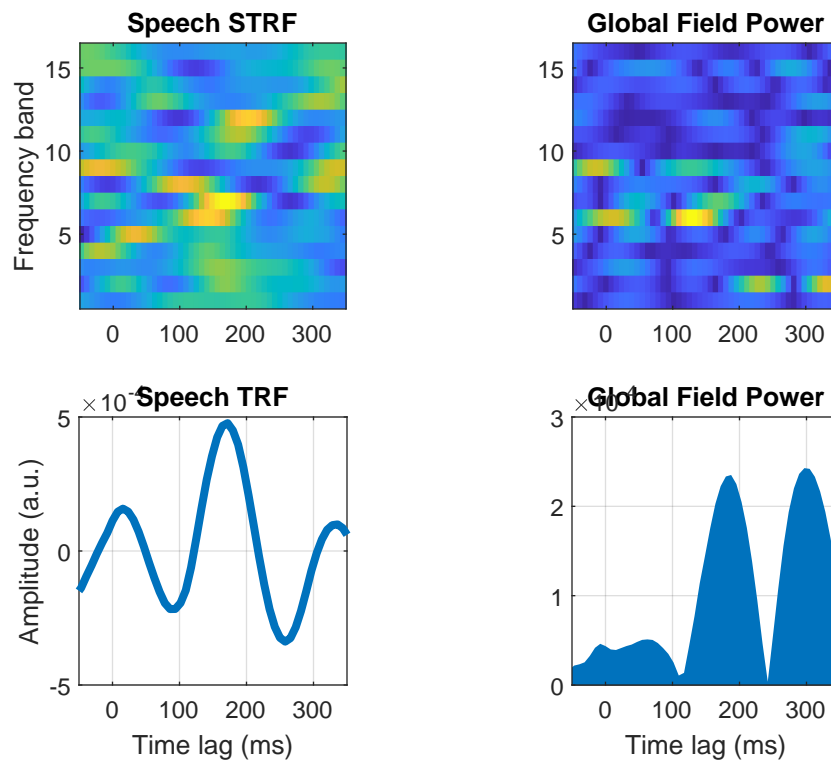 Speech STRF
Frequency band
15
10
5
0 100 200 300
Global Field Power
15
10
5
0 100 200 300
Speech TRF
× 10-4
Amplitude (a.u.)
5
0
-5
0 100 200 300
Time lag (ms)
Global Field Power
3
2
1
0
0 100 200 300
Time lag (ms)